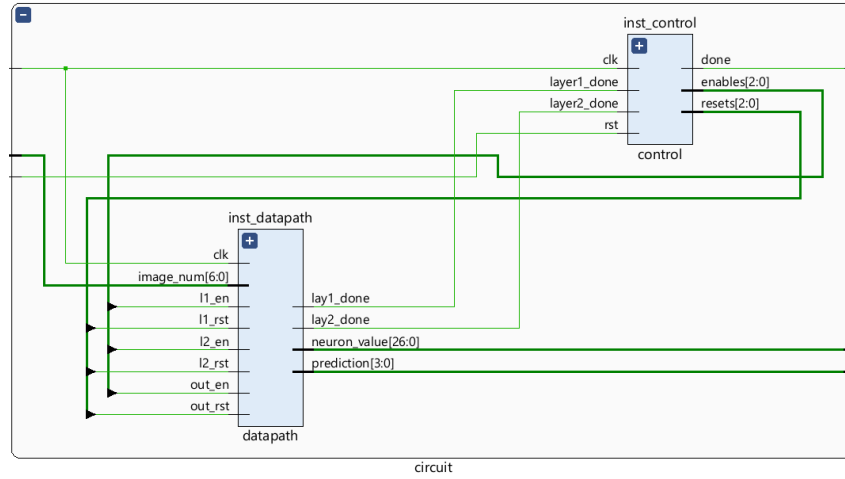 inst_control
clk
layer1_done
layer2_done
rst
done
enables[2:0]
resets[2:0]
control
inst_datapath
clk
image_num[6:0]
l1_en
l1_rst
l2_en
l2_rst
out_en
out_rst
lay1_done
lay2_done
neuron_value[26:0]
prediction[3:0]
datapath
circuit